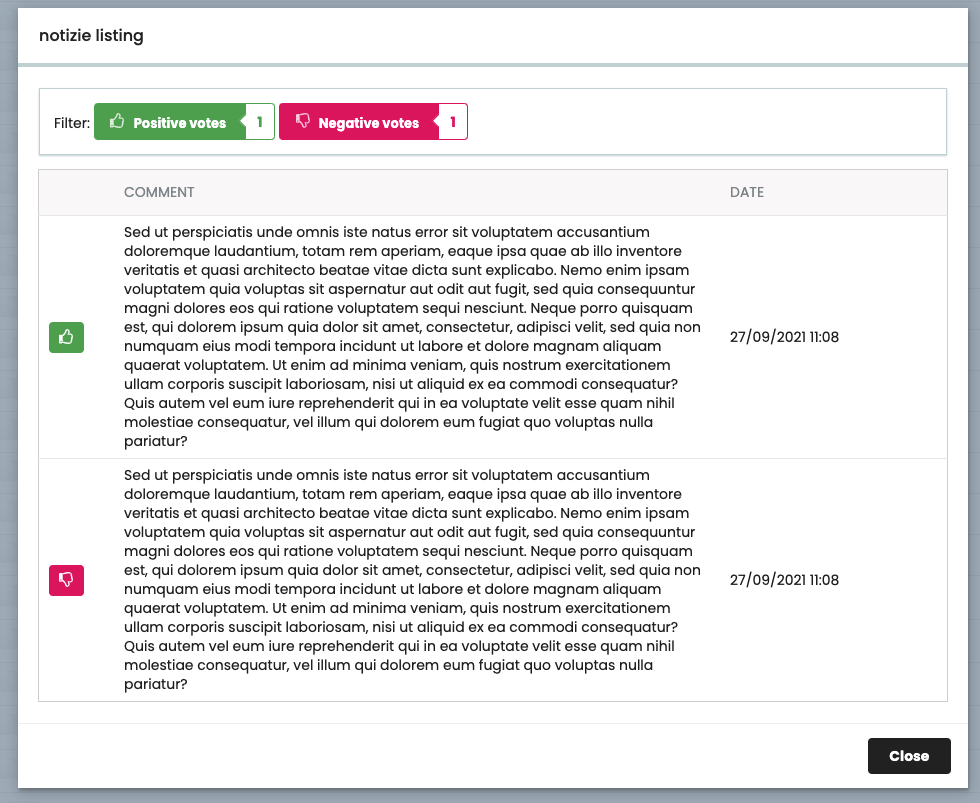 notizie listing
Filter: Positive votes 1 Negative votes 1
COMMENT DATE
Sed ut perspiciatis unde omnis iste natus error sit voluptatem accusantium
doloremque laudantium, totam rem aperiam, eaque ipsa quae ab illo inventore
veritatis et quasi architecto beatae vitae dicta sunt explicabo. Nemo enim ipsam
voluptatem quia voluptas sit aspernatur aut odit aut fugit, sed quia consequuntur
magni dolores eos qui ratione voluptatem sequi nesciunt. Neque porro quisquam
est, qui dolorem ipsum quia dolor sit amet, consectetur, adipisci velit, sed quia non
numquam eius modi tempora incidunt ut labore et dolore magnam aliquam
quaerat voluptatem. Ut enim ad minima veniam, quis nostrum exercitationem
ullam corporis suscipit laboriosam, nisi ut aliquid ex ea commodi consequatur?
Quis autem vel eum iure reprehenderit qui in ea voluptate velit esse quam nihil
molestiae consequatur, vel illum qui dolorem eum fugiat quo voluptas nulla
pariatur?
27/09/2021 11:08
Sed ut perspiciatis unde omnis iste natus error sit voluptatem accusantium
doloremque laudantium, totam rem aperiam, eaque ipsa quae ab illo inventore
veritatis et quasi architecto beatae vitae dicta sunt explicabo. Nemo enim ipsam
voluptatem quia voluptas sit aspernatur aut odit aut fugit, sed quia consequuntur
magni dolores eos qui ratione voluptatem sequi nesciunt. Neque porro quisquam
est, qui dolorem ipsum quia dolor sit amet, consectetur, adipisci velit, sed quia non
numquam eius modi tempora incidunt ut labore et dolore magnam aliquam
quaerat voluptatem. Ut enim ad minima veniam, quis nostrum exercitationem
ullam corporis suscipit laboriosam, nisi ut aliquid ex ea commodi consequatur?
Quis autem vel eum iure reprehenderit qui in ea voluptate velit esse quam nihil
molestiae consequatur, vel illum qui dolorem eum fugiat quo voluptas nulla
pariatur?
27/09/2021 11:08
Close